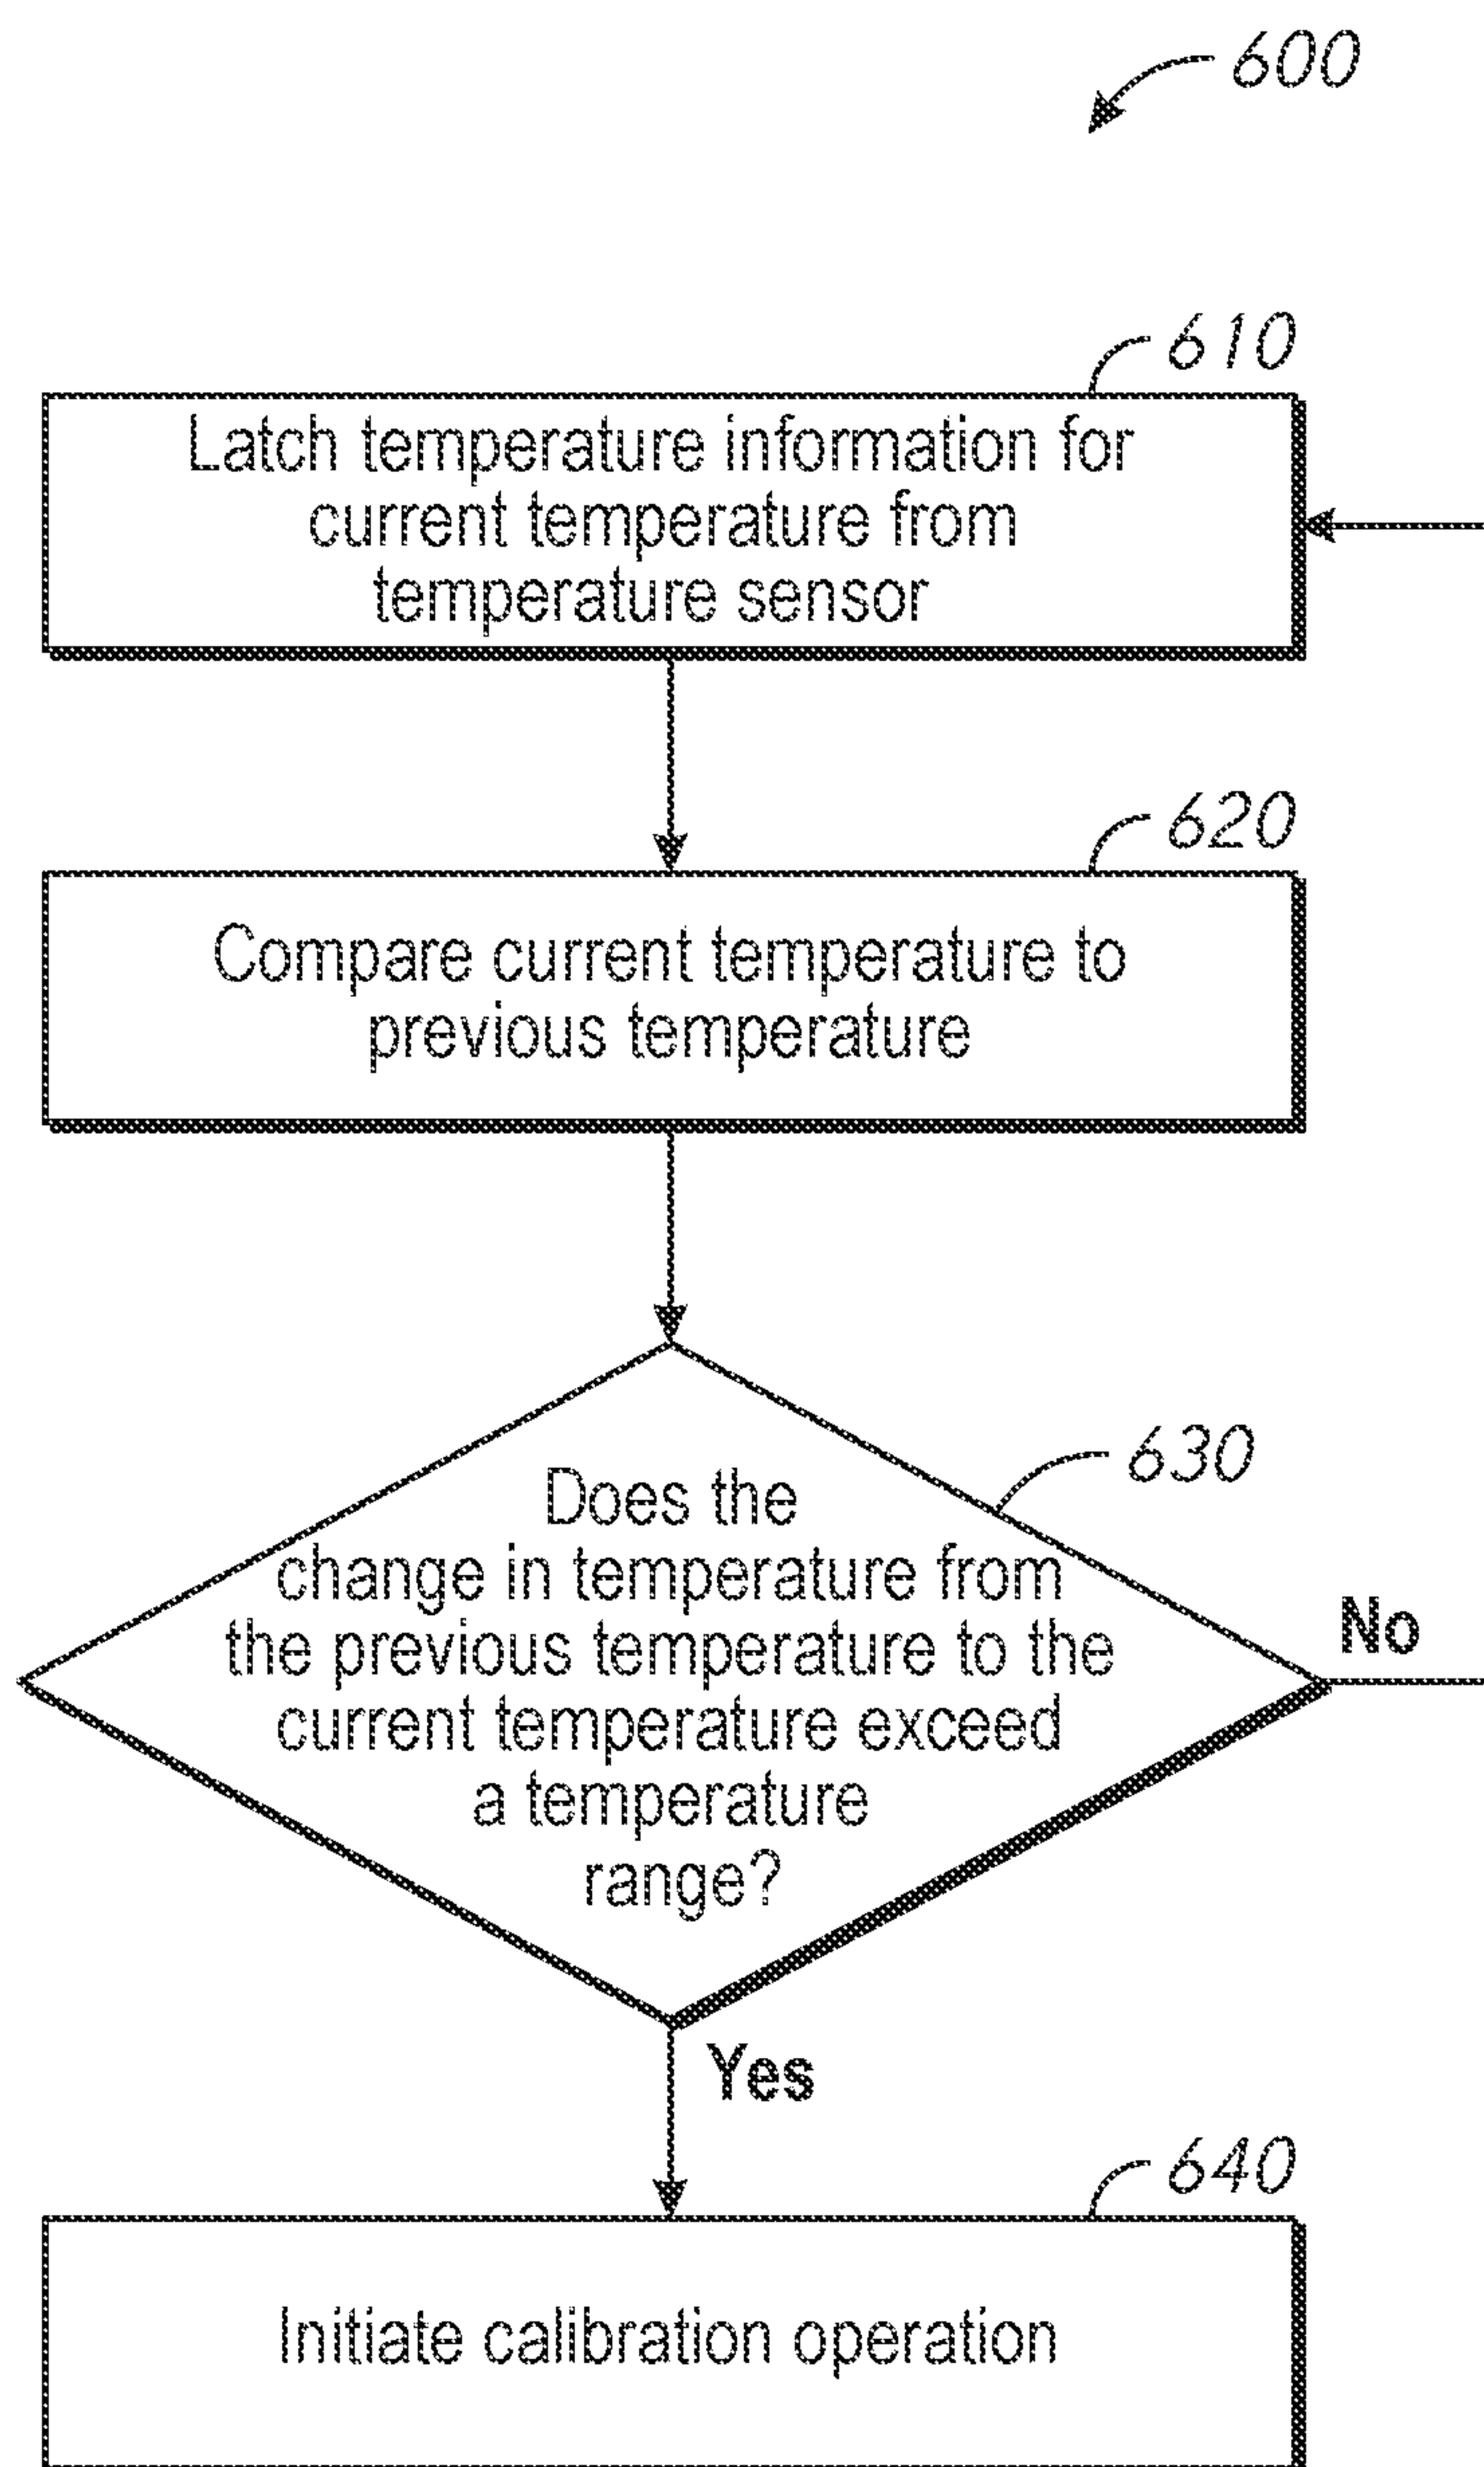 600
610
Latch temperature information for
current temperature from
temperature sensor
620
Compare current temperature to
previous temperature
630
Does the
change in temperature from
the previous temperature to the
current temperature exceed
a temperature
range?
No
Yes
640
Initiate calibration operation